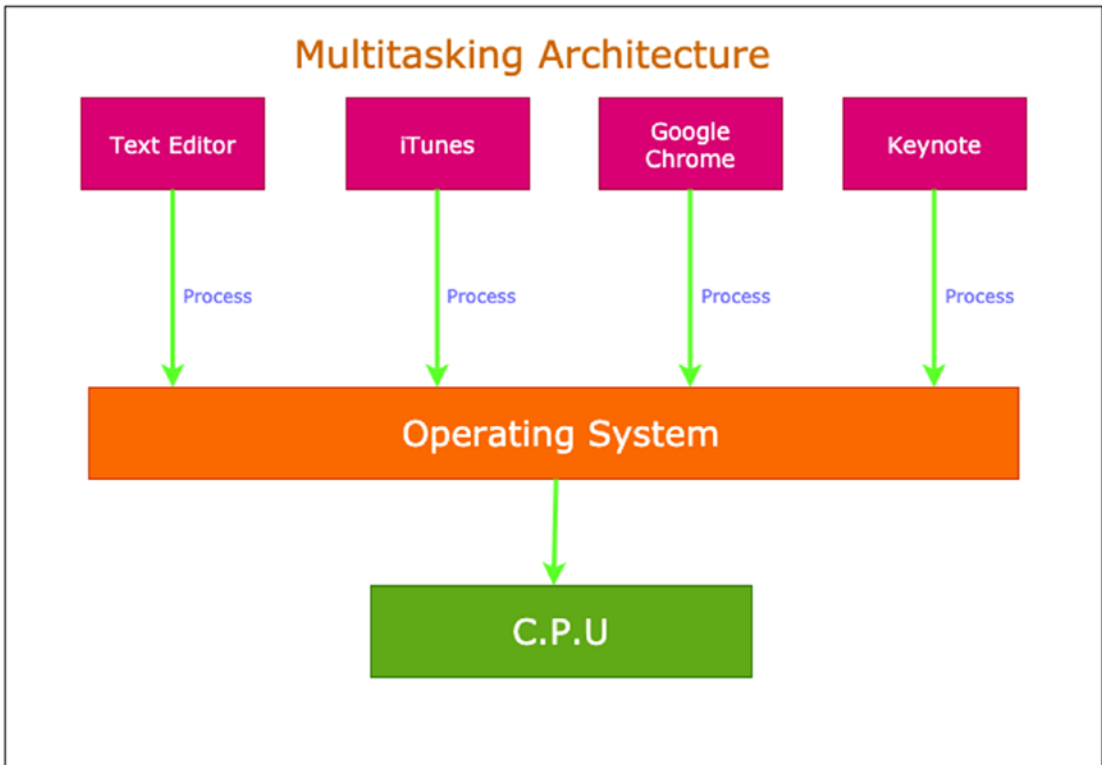 Multitasking Architecture
Text Editor
iTunes
Google
Chrome
Keynote
Process
Process
Process
Process
Operating System
C.P.U